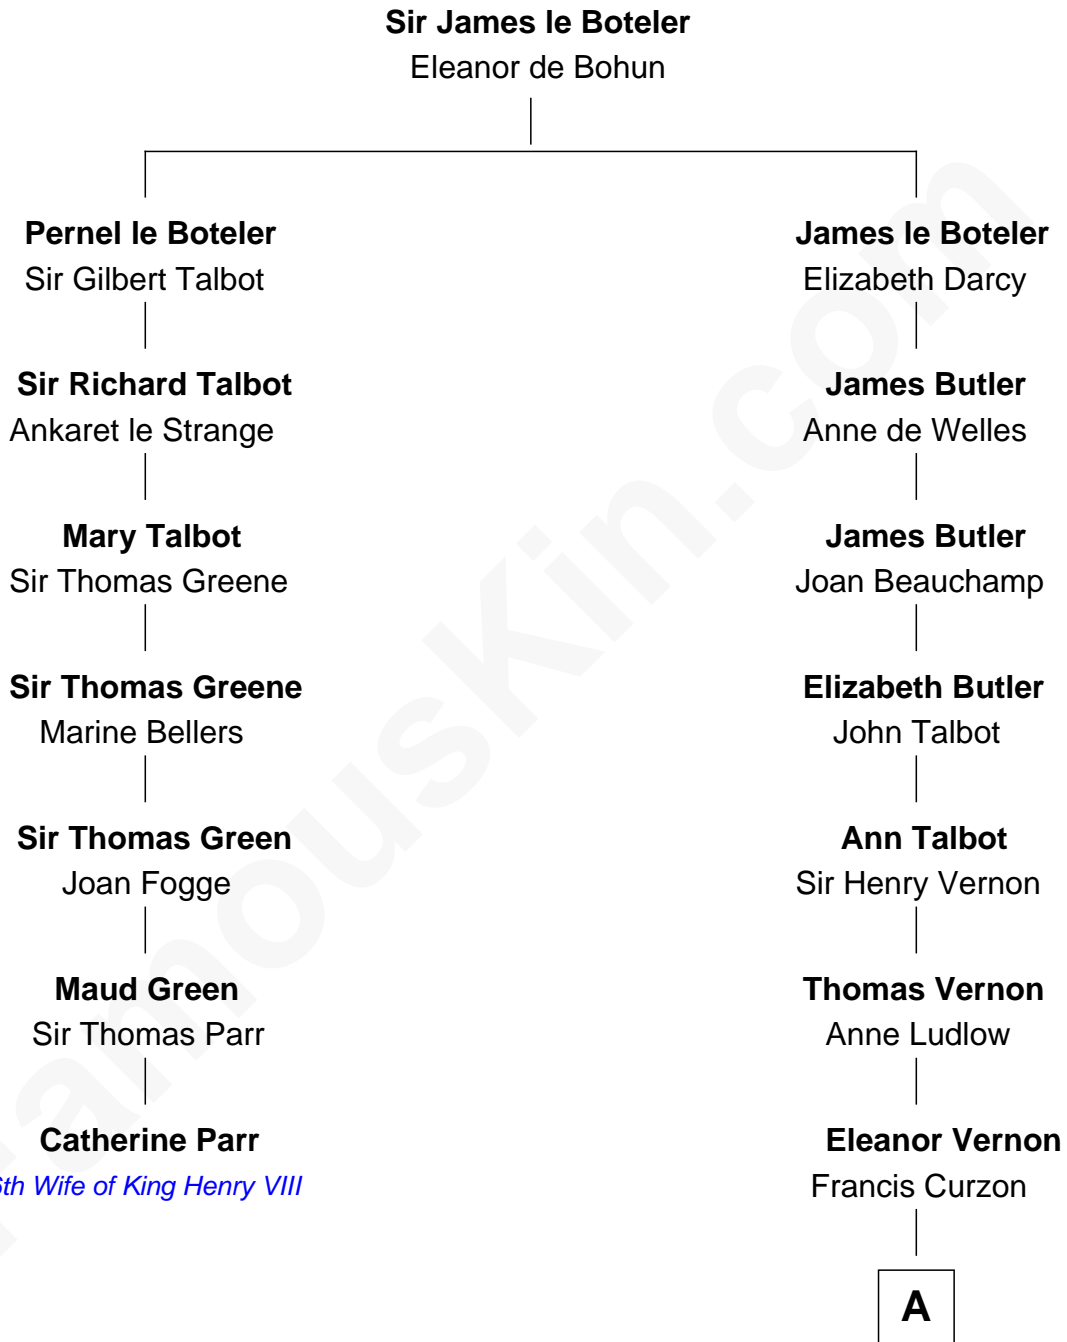 Sir James le Boteler
Eleanor de Bohun
Pernel le Boteler
Sir Gilbert Talbot
James le Boteler
Elizabeth Darcy
Sir Richard Talbot
Ankaret le Strange
James Butler
Anne de Welles
Mary Talbot
Sir Thomas Greene
James Butler
Joan Beauchamp
Sir Thomas Greene
Marine Bellers
Elizabeth Butler
John Talbot
Sir Thomas Green
Joan Fogge
Ann Talbot
Sir Henry Vernon
Maud Green
Sir Thomas Parr
Thomas Vernon
Anne Ludlow
Catherine Parr
6th Wife of King Henry VIII
Eleanor Vernon
Francis Curzon
A
FamousKin.com